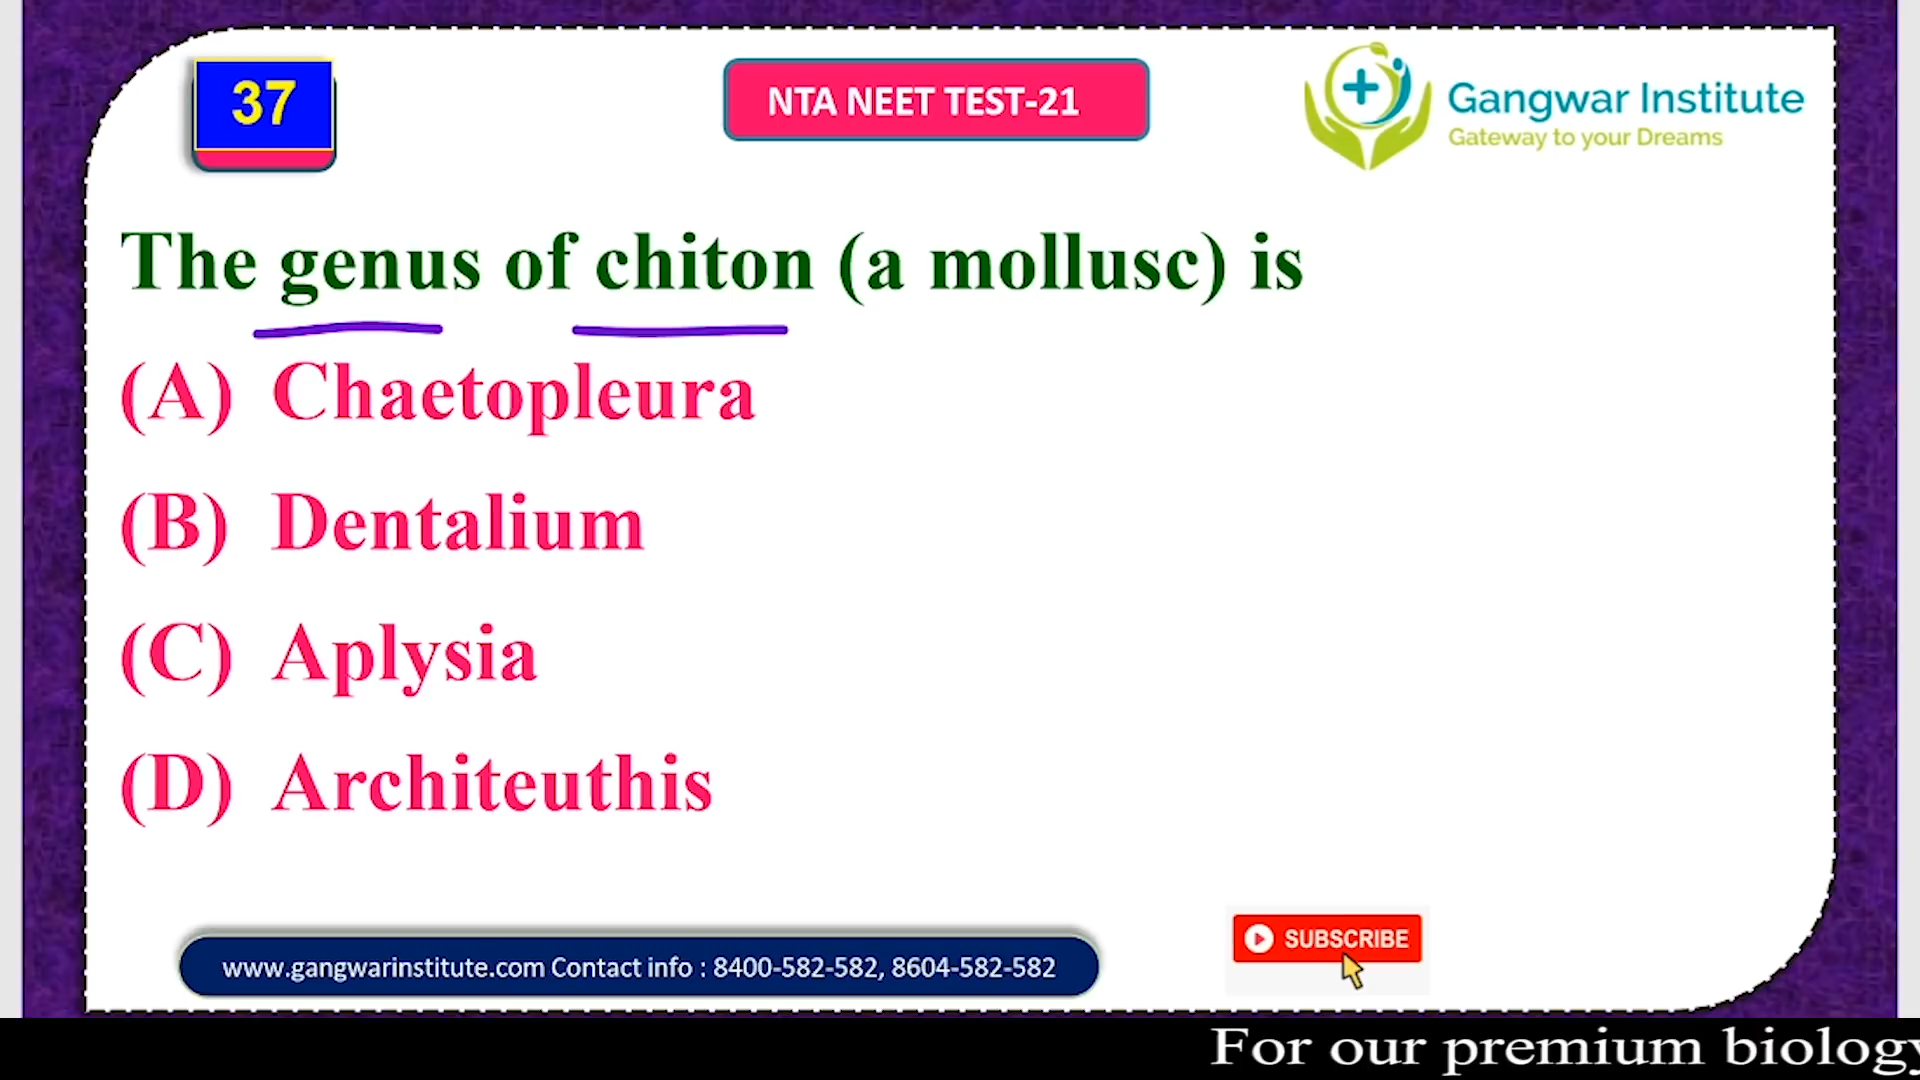 37
NTA NEET TEST-21
Gangwar Institute
Gateway to your Dreams
The genus of chiton (a mollusc) is
(A) Chaetopleura
(B) Dentalium
(C) Aplysia
(D) Architeuthis
www.gangwarinstitute.com Contact info : 8400-582-582, 8604-582-582
SUBSCRIBE
For our premium biology